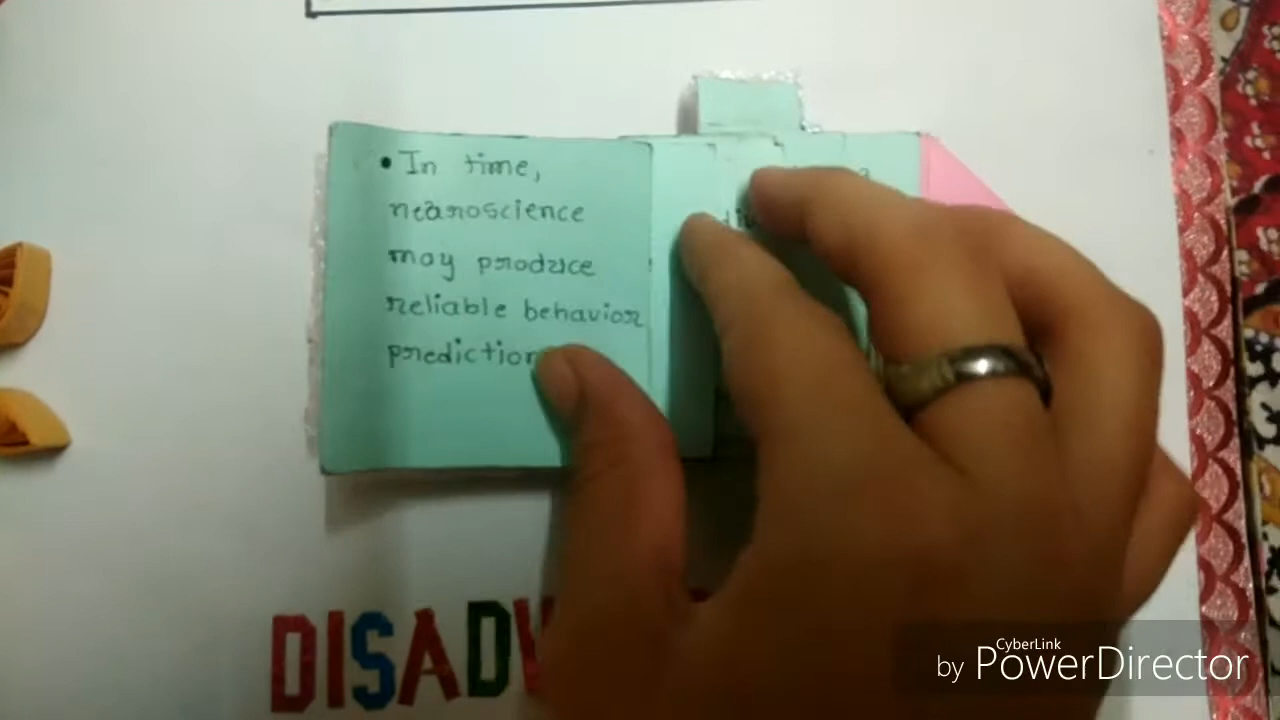 • In time,
neuroscience
may produce
reliable behavior
prediction
DISADV
CyberLink
by PowerDirector